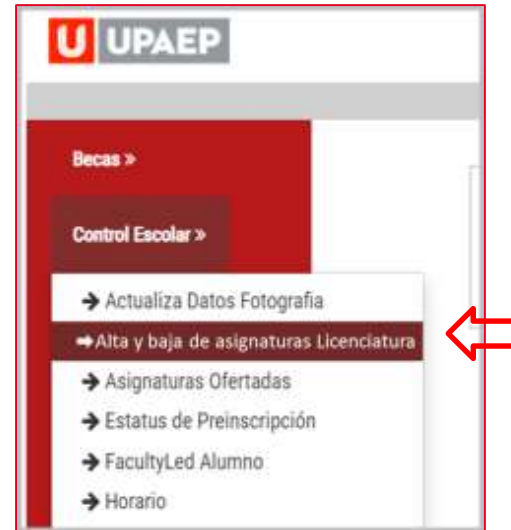 U UPAEP
Becas »
Control Escolar »
➔ Actualiza Datos Fotografia
➡Alta y baja de asignaturas Licenciatura
➔ Asignaturas Ofertadas
➔ Estatus de Preinscripción
➔ FacultyLed Alumno
➔ Horario